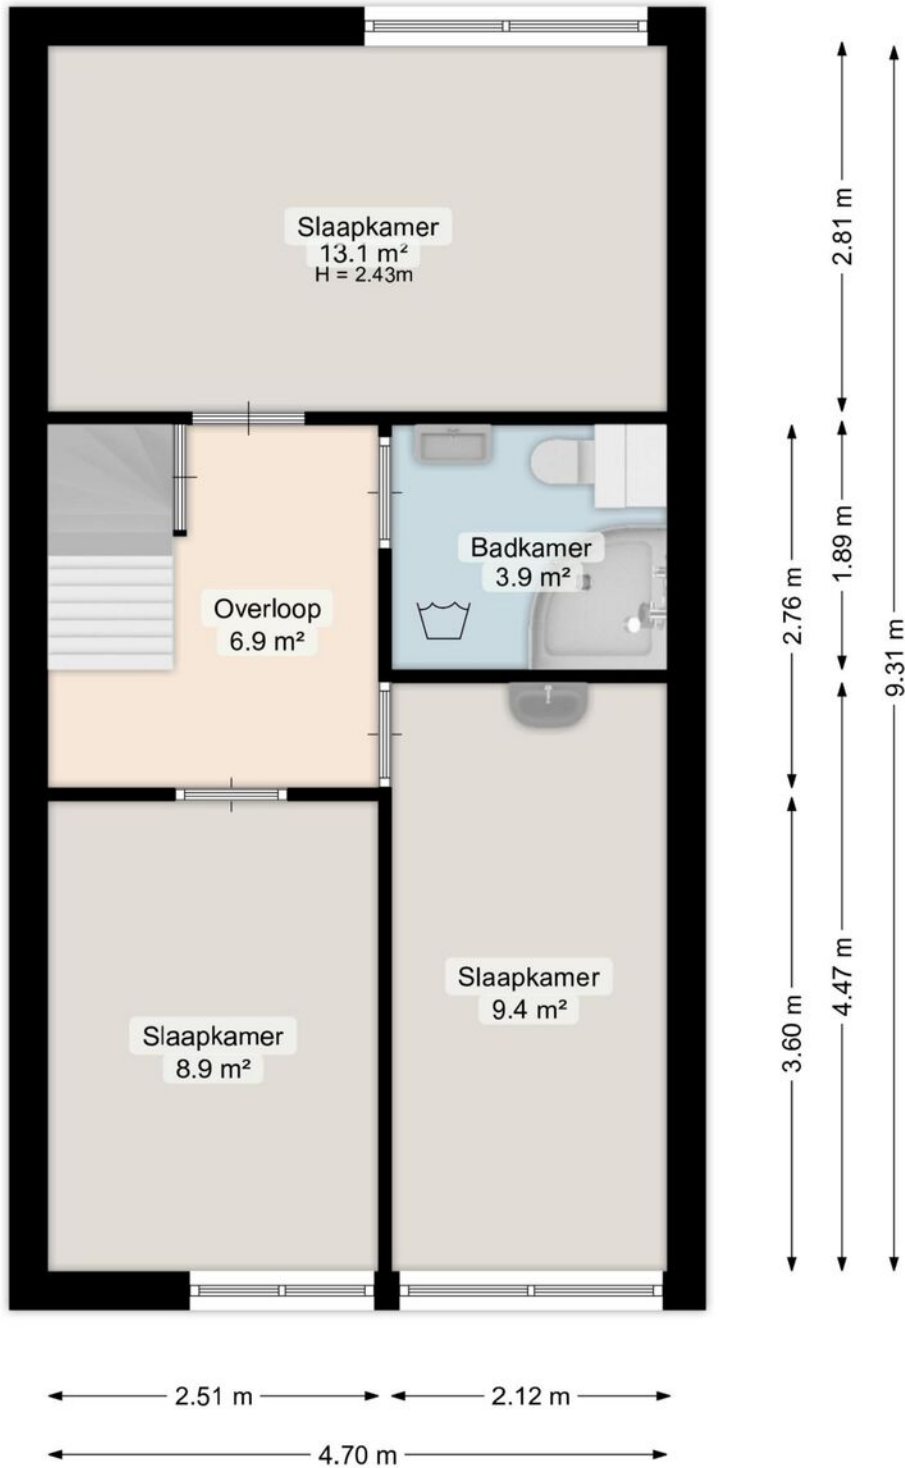 Slaapkamer
13.1 m²
H = 2.43m
2.81 m
Badkamer
3.9 m²
1.89 m
Overloop
6.9 m²
2.76 m
9.31 m
Slaapkamer
9.4 m²
4.47 m
Slaapkamer
8.9 m²
3.60 m
2.51 m
2.12 m
4.70 m